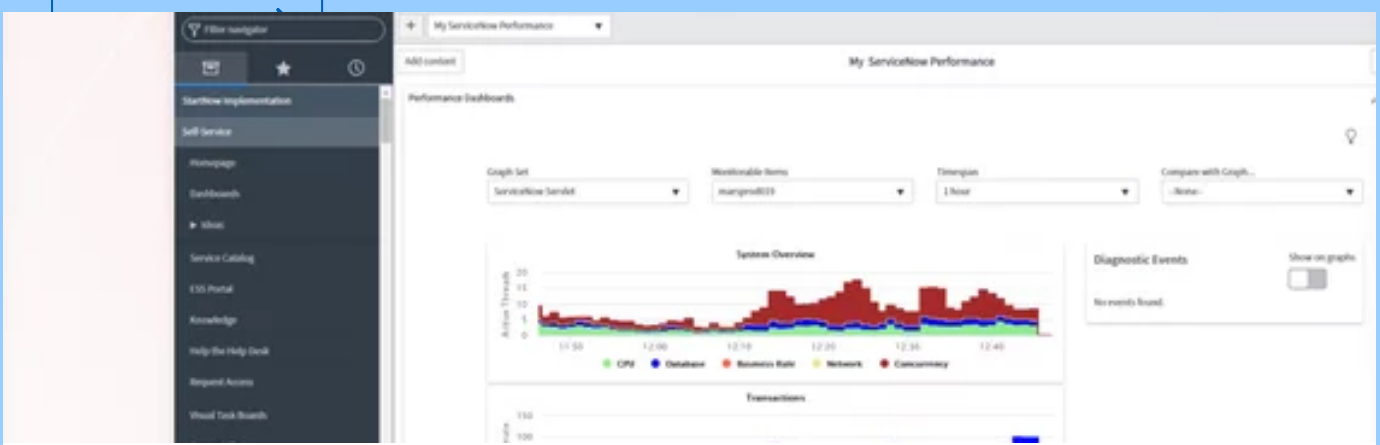 Filter navigator
+ My ServiceNow Performance
Add content
My ServiceNow Performance
StartNow Implementation
Performance Dashboards
Self-Service
Homepage
Dashboards
Ideas
Service Catalog
ESS Portal
Knowledge
Help the Help Desk
Request Access
Visual Task Boards
Graph Set
ServiceNow Servlet
Monitorable Items
Timespan
1 hour
Compare with Graph...
-None-
System Overview
Active Threads
20
15
10
5
0
11:50 12:00 12:10 12:20 12:30 12:40
CPU Database Business Rule Network Concurrency
Diagnostic Events
Show on graphs
No events found.
Transactions
150
100